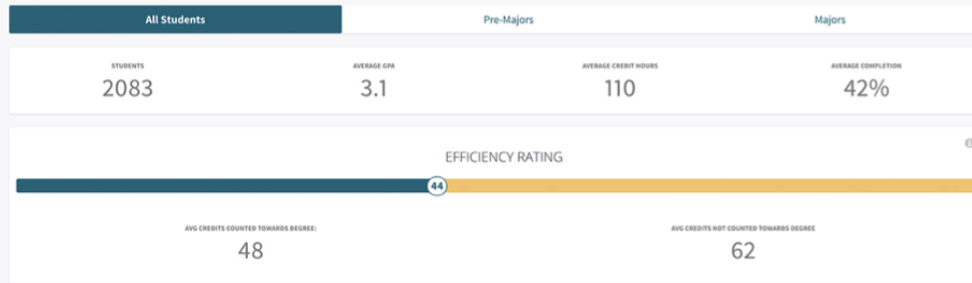 All Students Pre-Majors Majors
STUDENTS AVERAGE GPA AVERAGE CREDIT HOURS AVERAGE COMPLETION
2083 3.1 110 42%
EFFICIENCY RATING
44
AVG CREDITS COUNTED TOWARDS DEGREE: AVG CREDITS NOT COUNTED TOWARDS DEGREE
48 62